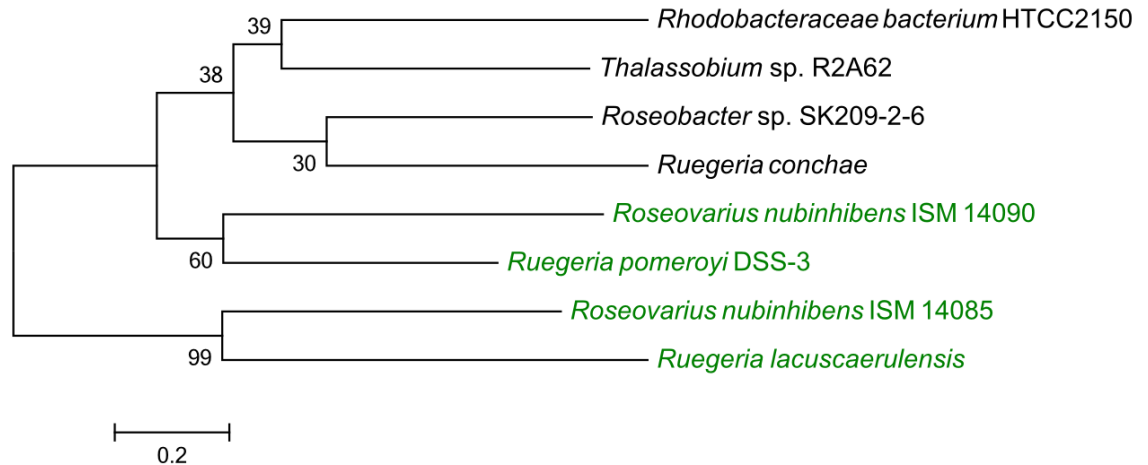 Rhodobacteraceae bacterium HTCC2150
39
Thalassobium sp. R2A62
38
Roseobacter sp. SK209-2-6
30
Ruegeria conchae
Roseovarius nubinhibens ISM 14090
60
Ruegeria pomeroyi DSS-3
Roseovarius nubinhibens ISM 14085
99
Ruegeria lacuscaerulensis
0.2